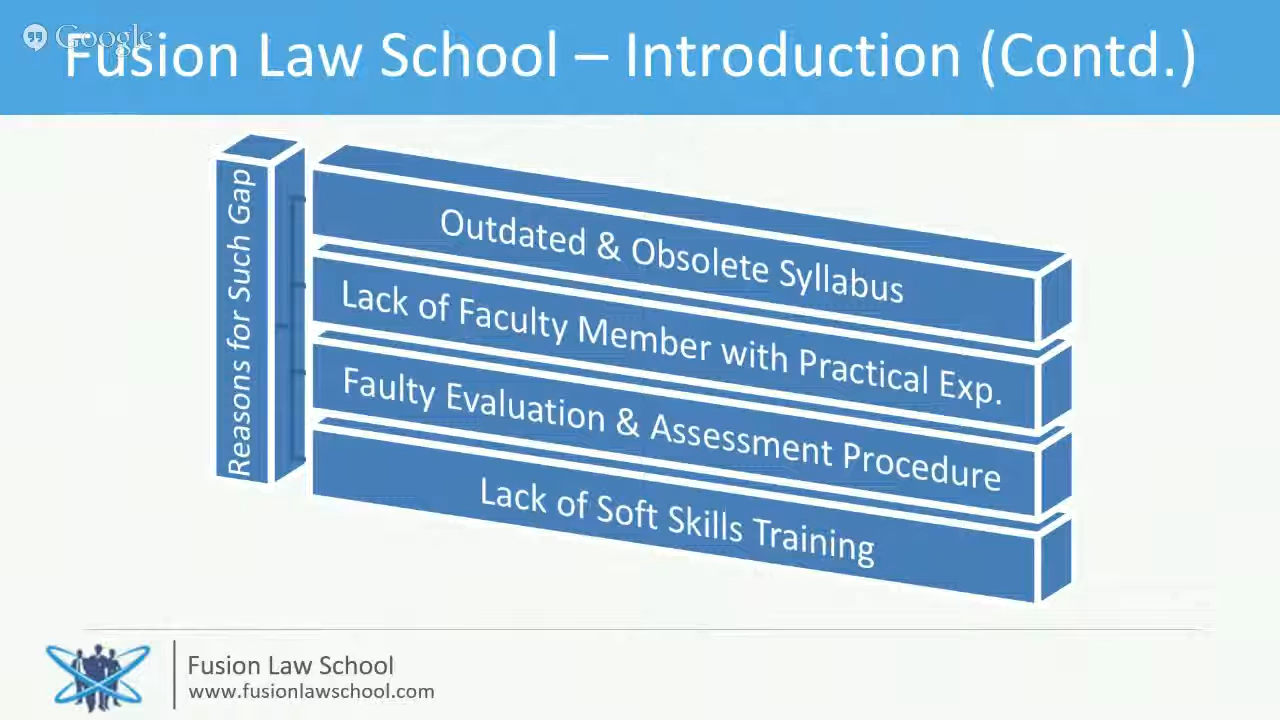 Google
Fusion Law School – Introduction (Contd.)
Reasons for Such Gap
Outdated & Obsolete Syllabus
Lack of Faculty Member with Practical Exp.
Faulty Evaluation & Assessment Procedure
Lack of Soft Skills Training
Fusion Law School
www.fusionlawschool.com